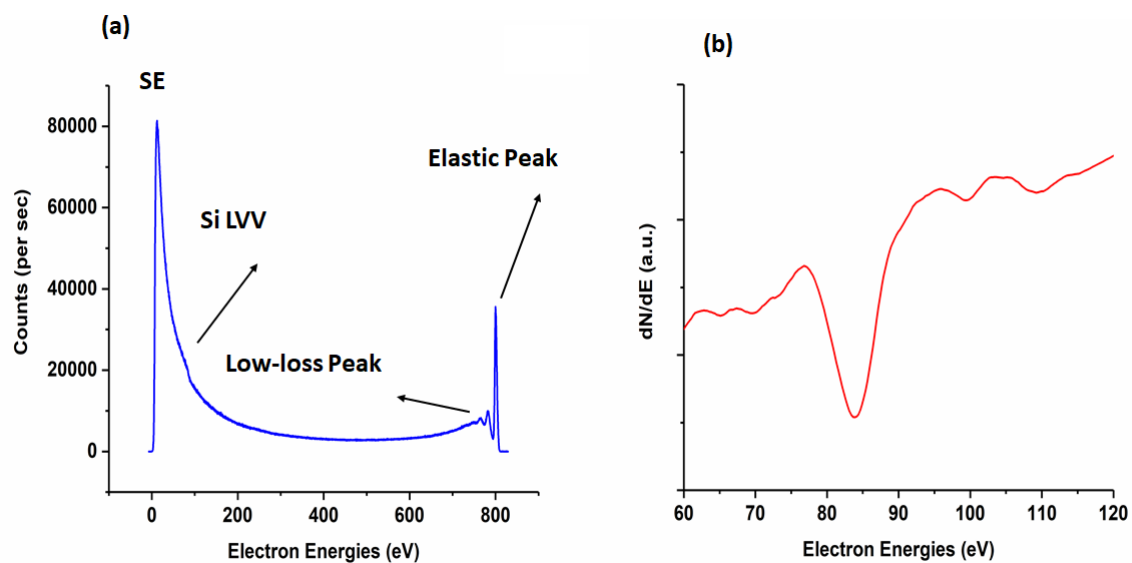 (a)
SE
Elastic Peak
Si LVV
Low-loss Peak
Counts (per sec)
80000
60000
40000
20000
0
0 200 400 600 800
Electron Energies (eV)
(b)
dN/dE (a.u.)
60 70 80 90 100 110 120
Electron Energies (eV)